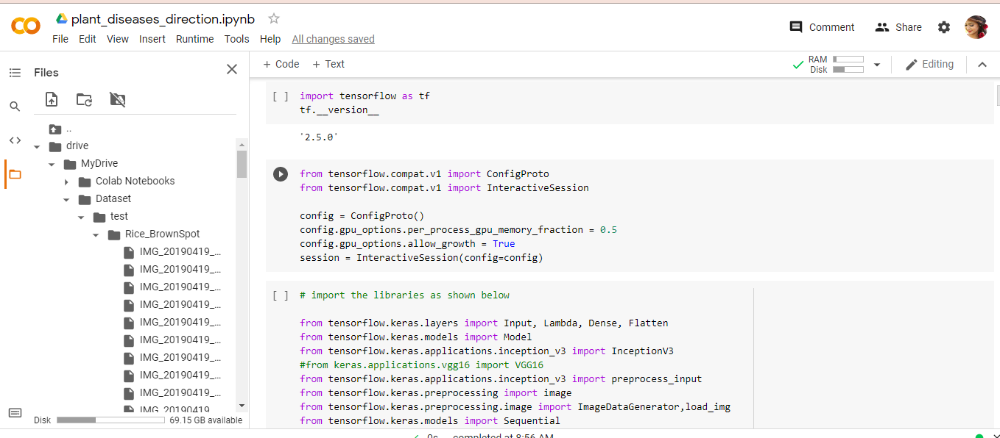 plant_diseases_direction.ipynb
File Edit View Insert Runtime Tools Help All changes saved
Comment Share
Files
+ Code + Text
RAM
Disk
Editing
..
drive
MyDrive
Colab Notebooks
Dataset
test
Rice_BrownSpot
IMG_20190419_...
IMG_20190419_...
IMG_20190419_...
IMG_20190419_...
IMG_20190419_...
IMG_20190419_...
IMG_20190419_...
IMG_20190419_...
IMG_20190419_...
IMG_20190419
Disk 69.15 GB available
[ ] import tensorflow as tf
tf.__version__
'2.5.0'
from tensorflow.compat.v1 import ConfigProto
from tensorflow.compat.v1 import InteractiveSession
config = ConfigProto()
config.gpu_options.per_process_gpu_memory_fraction = 0.5
config.gpu_options.allow_growth = True
session = InteractiveSession(config=config)
[ ] # import the libraries as shown below
from tensorflow.keras.layers import Input, Lambda, Dense, Flatten
from tensorflow.keras.models import Model
from tensorflow.keras.applications.inception_v3 import InceptionV3
#from keras.applications.vgg16 import VGG16
from tensorflow.keras.applications.inception_v3 import preprocess_input
from tensorflow.keras.preprocessing import image
from tensorflow.keras.preprocessing.image import ImageDataGenerator,load_img
from tensorflow.keras.models import Sequential
0s completed at 8:56 AM